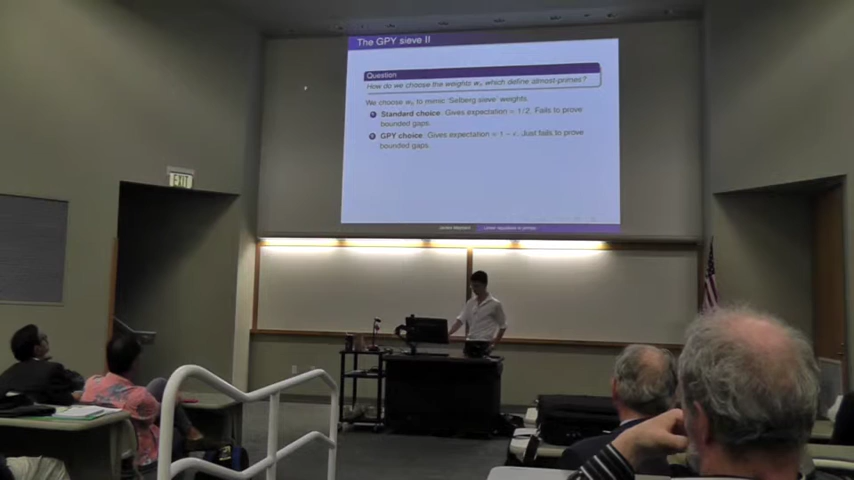 The GPY sieve II
Question
How do we choose the weights wₙ which define almost-primes?
We choose wₙ to mimic 'Selberg sieve' weights.
Standard choice: Gives expectation ≈ 1/2. Fails to prove
bounded gaps.
GPY choice: Gives expectation ≈ 1 − ε. Just fails to prove
bounded gaps.
EXIT